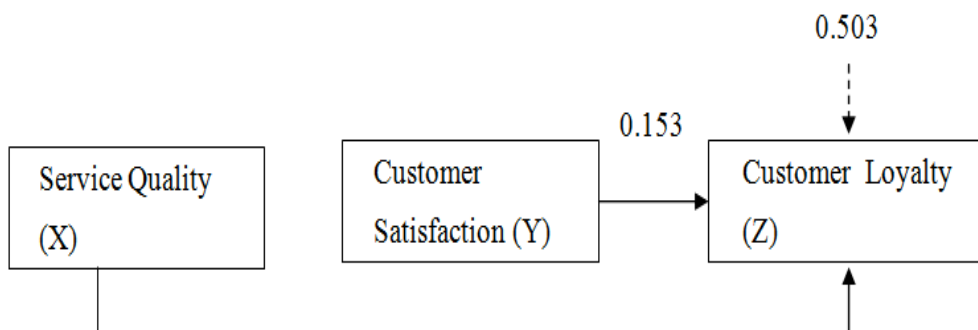 0.503
0.153
Service Quality
(X)
Customer
Satisfaction (Y)
Customer Loyalty
(Z)